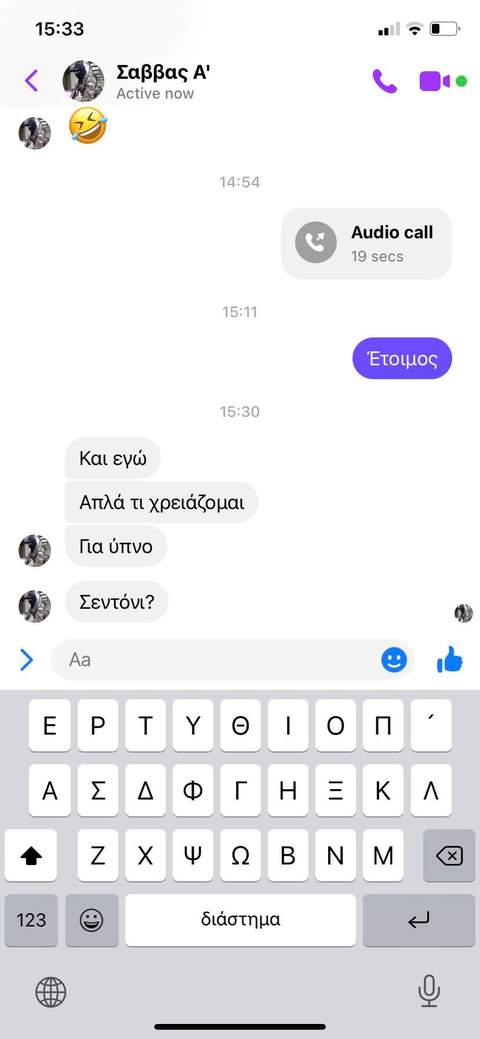 15:33
Σαββας Α'
Active now
14:54
Audio call
19 secs
15:11
Έτοιμος
15:30
Και εγώ
Απλά τι χρειάζομαι
Για ύπνο
Σεντόνι?
Aa
Ε Ρ Τ Υ Θ Ι Ο Π ΄
Α Σ Δ Φ Γ Η Ξ Κ Λ
Ζ Χ Ψ Ω Β Ν Μ
123 διάστημα